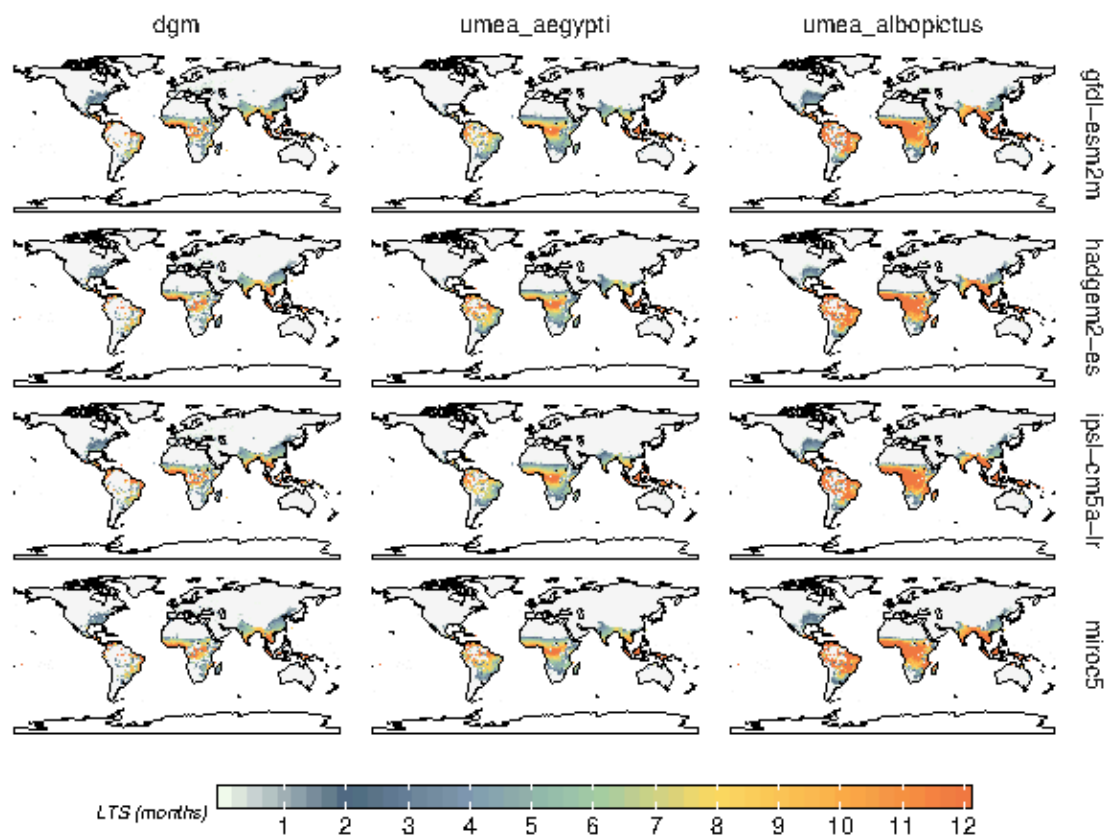 dgm umea_aegypti umea_albopictus
gfdl-esm2m
hadgem2-es
ipsl-cm5a-lr
miroc5
LTS (months)
1 2 3 4 5 6 7 8 9 10 11 12